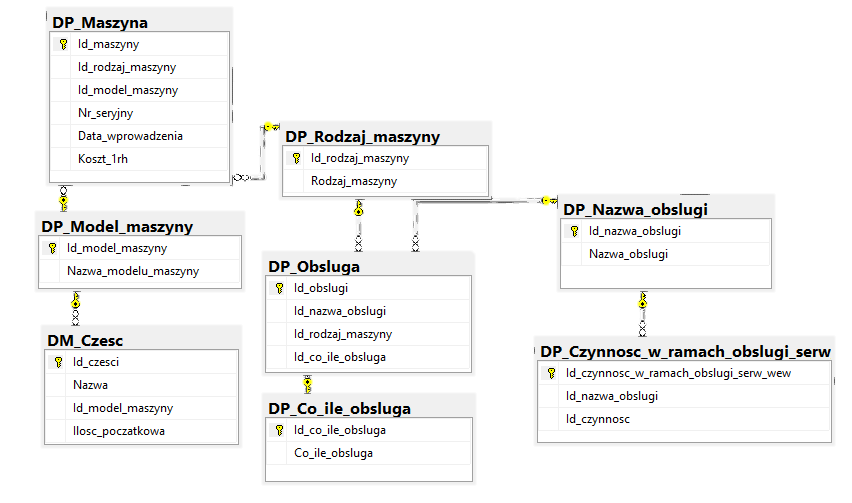 DP_Maszyna
Id_maszyny
Id_rodzaj_maszyny
Id_model_maszyny
Nr_seryjny
Data_wprowadzenia
Koszt_1rh
DP_Rodzaj_maszyny
Id_rodzaj_maszyny
Rodzaj_maszyny
DP_Model_maszyny
Id_model_maszyny
Nazwa_modelu_maszyny
DP_Nazwa_obslugi
Id_nazwa_obslugi
Nazwa_obslugi
DP_Obsluga
Id_obslugi
Id_nazwa_obslugi
Id_rodzaj_maszyny
Id_co_ile_obsluga
DM_Czesc
Id_czesci
Nazwa
Id_model_maszyny
Ilosc_poczatkowa
DP_Co_ile_obsluga
Id_co_ile_obsluga
Co_ile_obsluga
DP_Czynnosc_w_ramach_obslugi_serw
Id_czynnosc_w_ramach_obslugi_serw_wew
Id_nazwa_obslugi
Id_czynnosc